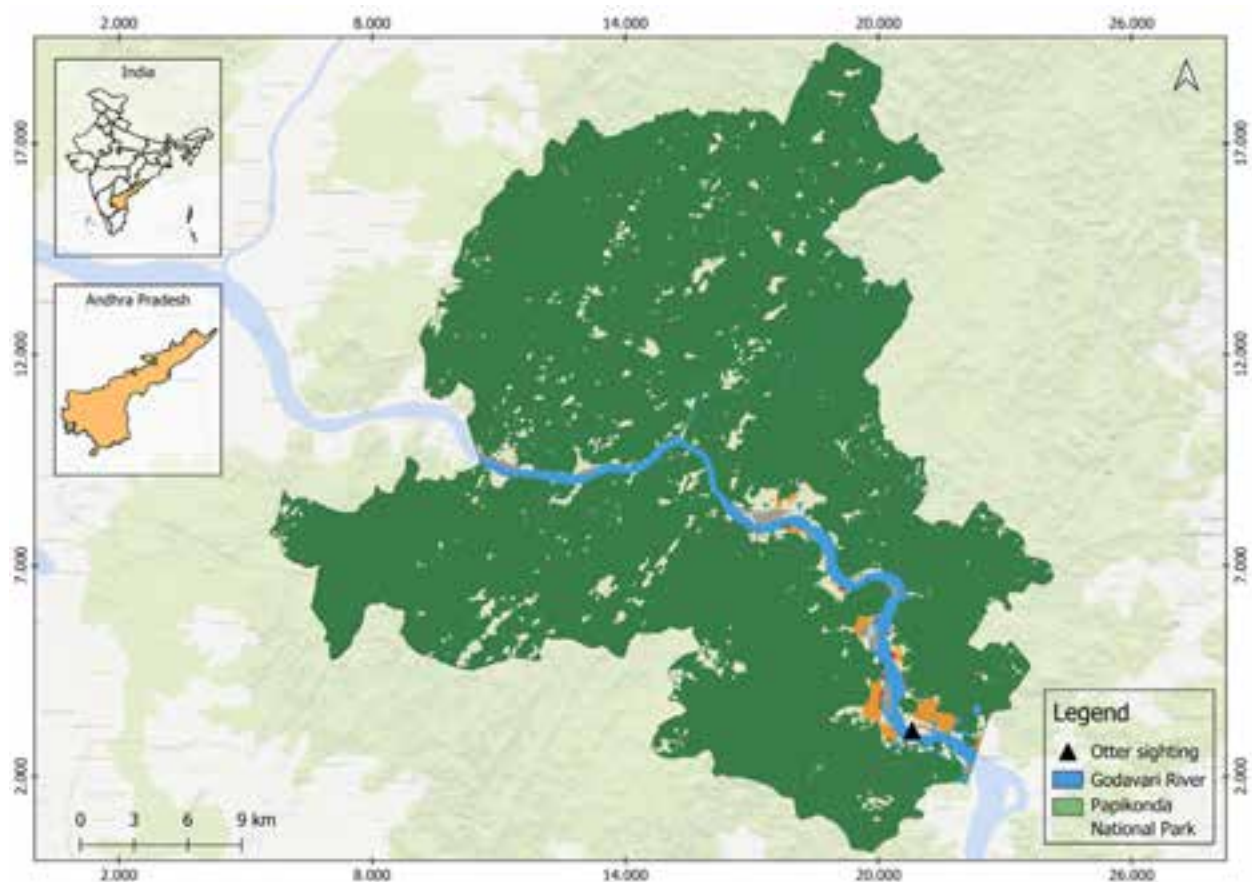 2.000 8.000 14.000 20.000 26.000
India
17.000 17.000
Andhra Pradesh
12.000 12.000
7.000 7.000
Legend
Otter sighting
Godavari River
Papikonda
National Park
2.000 2.000
0 3 6 9 km
2.000 8.000 14.000 20.000 26.000